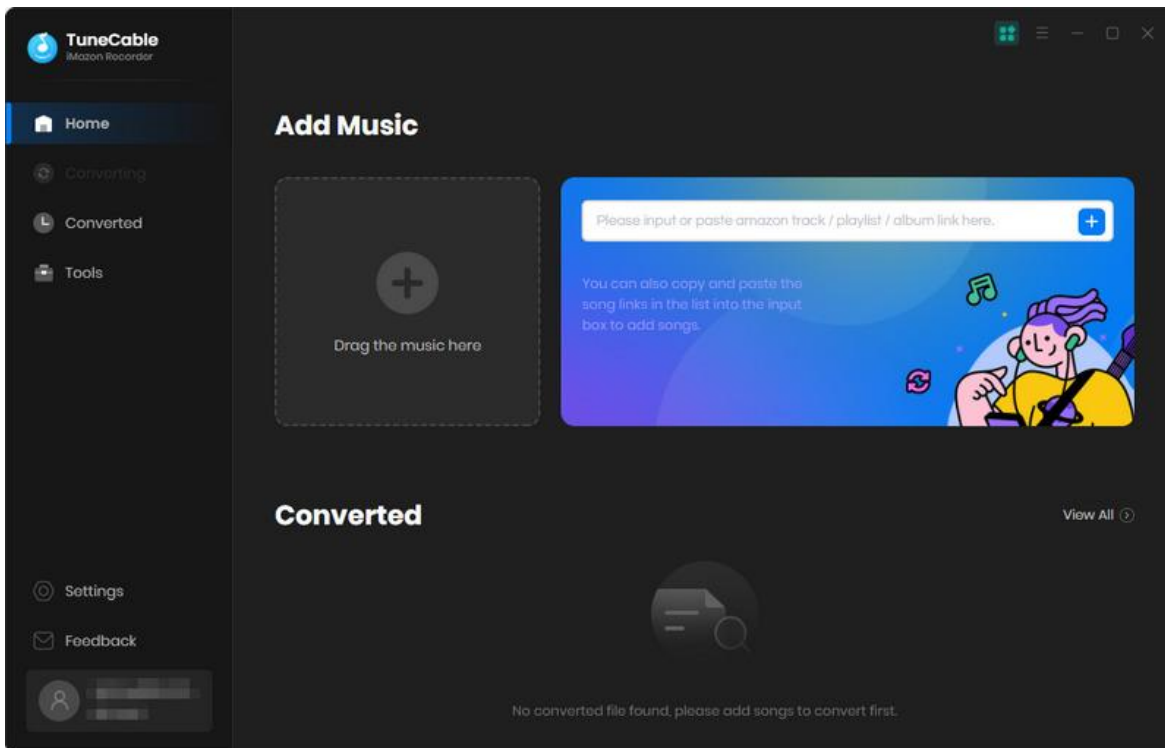 TuneCable
iMazon Recorder
Home
Converting
Converted
Tools
Settings
Feedback
Add Music
Drag the music here
Please input or paste amazon track / playlist / album link here.
You can also copy and paste the
song links in the list into the input
box to add songs.
Converted
View All
No converted file found, please add songs to convert first.